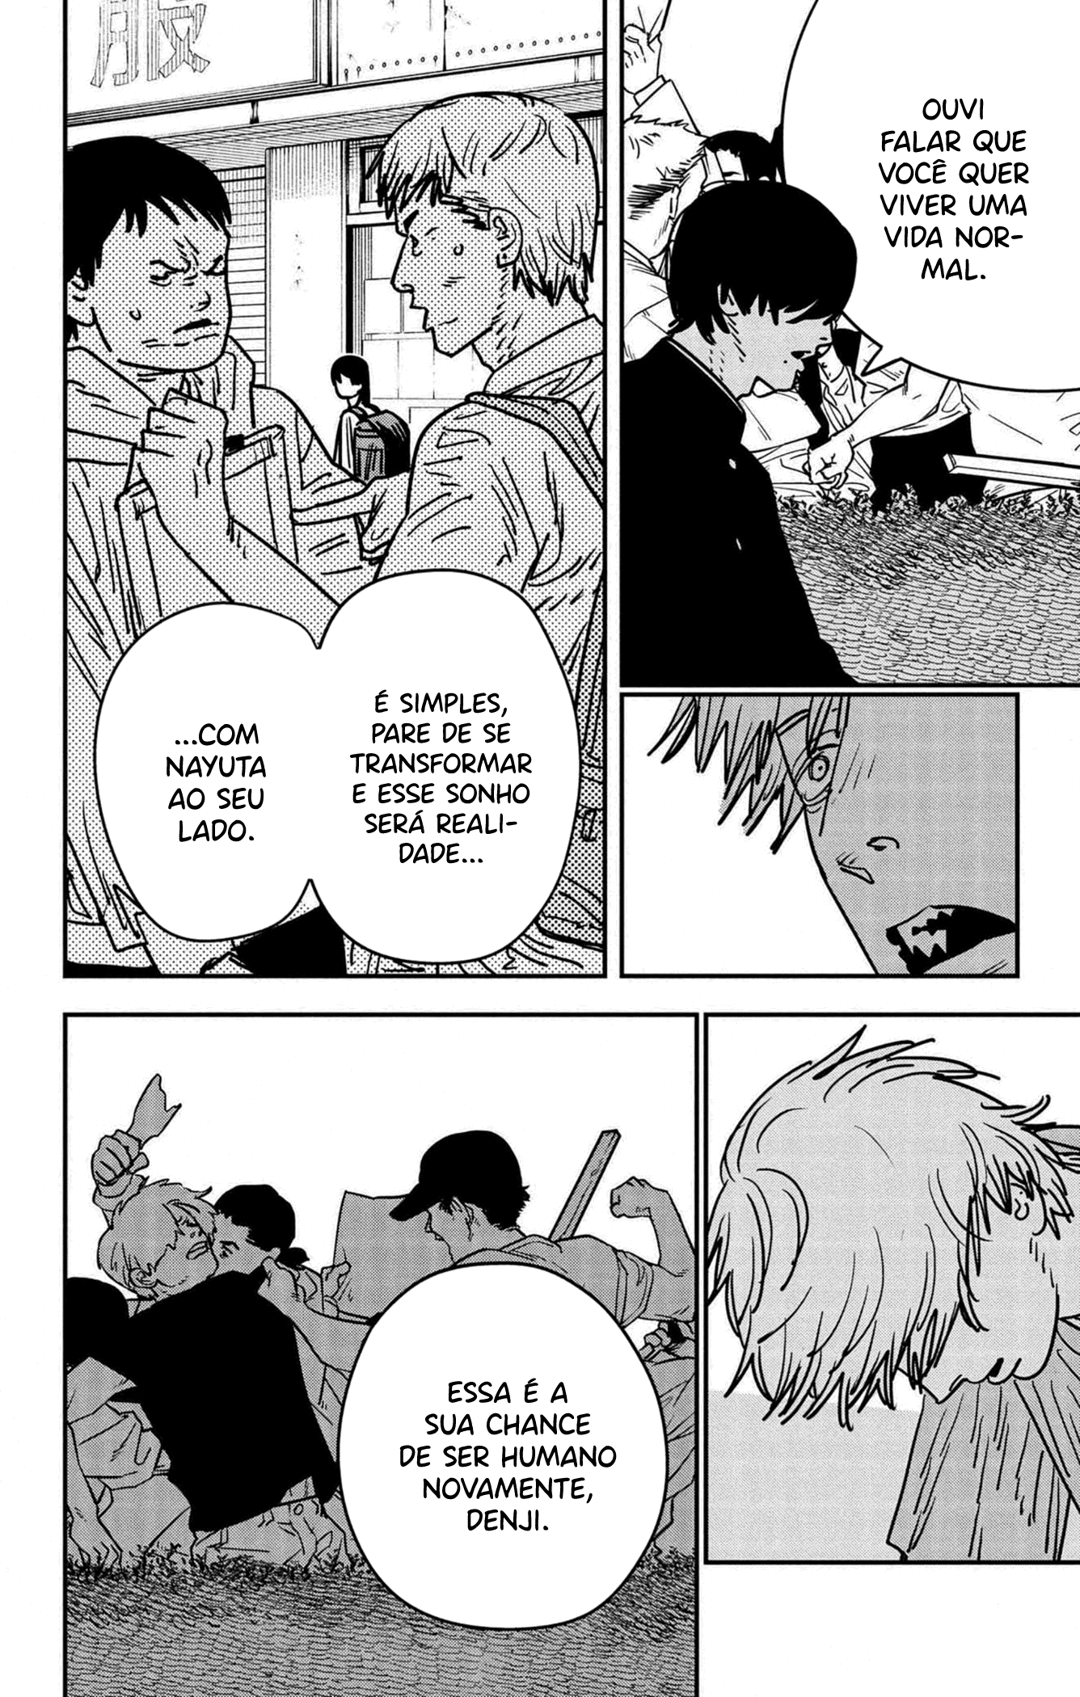 OUVI
FALAR QUE
VOCÊ QUER
VIVER UMA
VIDA NOR-
MAL.
服
É SIMPLES,
PARE DE SE
TRANSFORMAR
E ESSE SONHO
SERÁ REALI-
DADE...
...COM
NAYUTA
AO SEU
LADO.
ESSA É A
SUA CHANCE
DE SER HUMANO
NOVAMENTE,
DENJI.